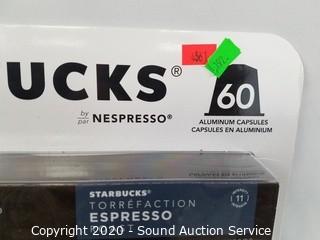 UCKS®
by
par NESPRESSO®
60
ALUMINUM CAPSULES
CAPSULES EN ALUMINIUM
STARBUCKS®
TORRÉFACTION
ESPRESSO
11
Copyright 2020 - Sound Auction Service